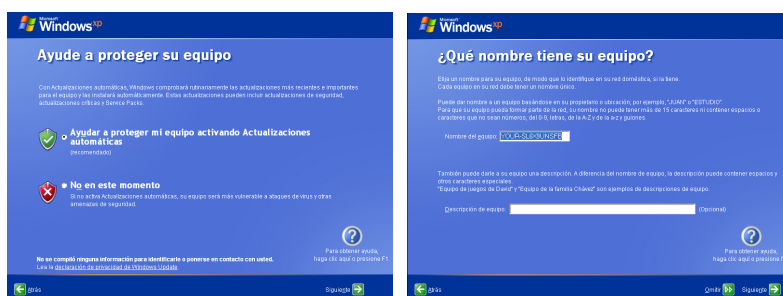 Microsoft
Windows xp
Ayude a proteger su equipo
Con Actualizaciones automáticas, Windows comprobará rutinariamente las actualizaciones más recientes e importantes
para el equipo y las instalará automáticamente. Estas actualizaciones pueden incluir actualizaciones de seguridad,
actualizaciones críticas y Service Packs.
Ayudar a proteger mi equipo activando Actualizaciones
automáticas
(recomendado)
No en este momento
Si no activa Actualizaciones automáticas, su equipo será más vulnerable a ataques de virus y otras
amenazas de seguridad.
Para obtener ayuda,
haga clic aquí o presione F1.
No se compiló ninguna información para identificarle o ponerse en contacto con usted.
Lea la declaración de privacidad de Windows Update.
Atrás
Siguiente
Microsoft
Windows xp
¿Qué nombre tiene su equipo?
Elija un nombre para su equipo, de modo que lo identifique en su red doméstica, si la tiene.
Cada equipo en su red debe tener un nombre único.
Puede dar nombre a un equipo basándose en su propietario o ubicación, por ejemplo, "JUAN" o "ESTUDIO".
Para que su equipo pueda formar parte de la red, su nombre no puede tener más de 15 caracteres ni contener espacios o
caracteres que no sean números, del 0-9, letras, de la A-Z y de la a-z y guiones.
Nombre del equipo:
También puede darle a su equipo una descripción. A diferencia del nombre de equipo, la descripción puede contener espacios y
otros caracteres especiales.
"Equipo de juegos de David" y "Equipo de la familia Chávez" son ejemplos de descripciones de equipo.
Descripción de equipo:
(Opcional)
Para obtener ayuda,
haga clic aquí o presione F
Atrás
Omitir
Siguiente